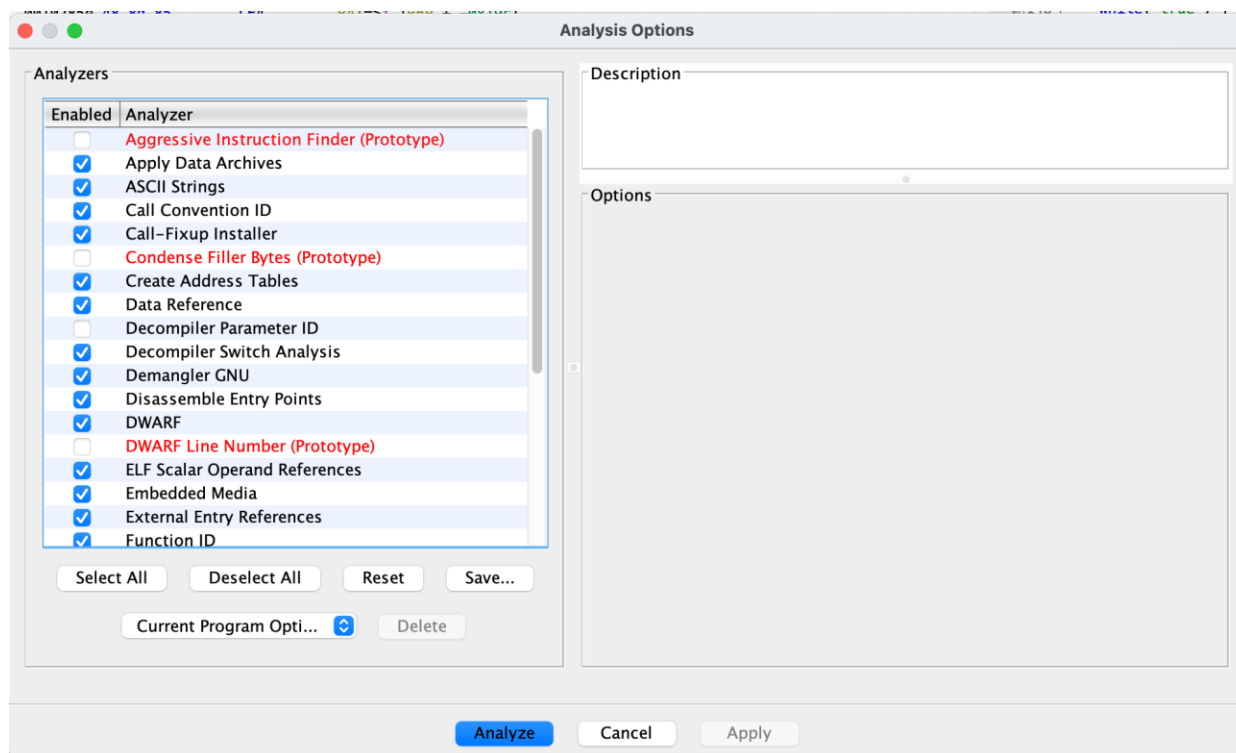 Analysis Options
Analyzers
Enabled Analyzer
Aggressive Instruction Finder (Prototype)
Apply Data Archives
ASCII Strings
Call Convention ID
Call-Fixup Installer
Condense Filler Bytes (Prototype)
Create Address Tables
Data Reference
Decompiler Parameter ID
Decompiler Switch Analysis
Demangler GNU
Disassemble Entry Points
DWARF
DWARF Line Number (Prototype)
ELF Scalar Operand References
Embedded Media
External Entry References
Function ID
Select All Deselect All Reset Save...
Current Program Opti... Delete
Description
Options
Analyze Cancel Apply